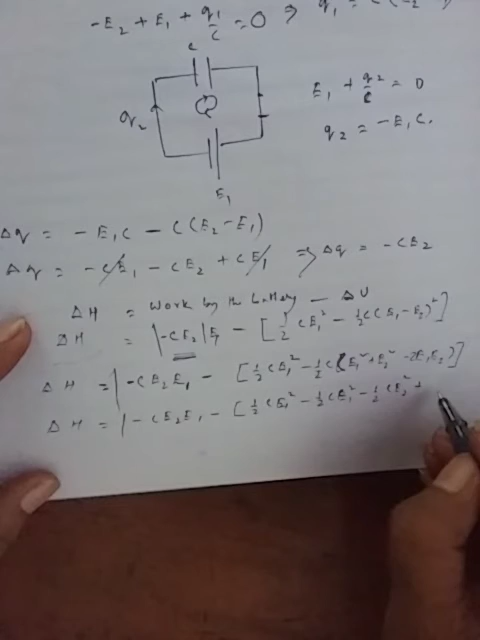 -E₂ + E₁ + q₁/C = 0 ⇒ q₁ =
C
E₁ + q₂/C = 0
q₂
q₂ = -E₁C.
E₁
Δq = -E₁C - C(E₂-E₁)
Δq = -CE₁ - CE₂ + CE₁ ⇒ Δq = -CE₂
ΔH = Work by the battery - ΔU
ΔH = |-CE₂|E₁ - [½CE₁² - ½C(E₁-E₂)²]
ΔH = |-CE₂E₁ - [½CE₁² - ½C(E₁²+E₂²-2E₁E₂)]
ΔH = |-CE₂E₁ - [½CE₁² - ½CE₁² - ½CE₂² +